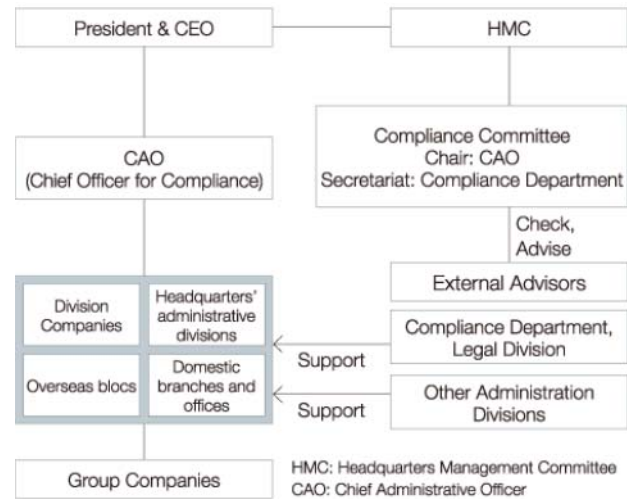 President & CEO
HMC
CAO
(Chief Officer for Compliance)
Compliance Committee
Chair: CAO
Secretariat: Compliance Department
Check,
Advise
External Advisors
Division
Companies
Headquarters'
administrative
divisions
Overseas blocs
Domestic
branches and
offices
Support
Compliance Department,
Legal Division
Support
Other Administration
Divisions
Group Companies
HMC: Headquarters Management Committee
CAO: Chief Administrative Officer